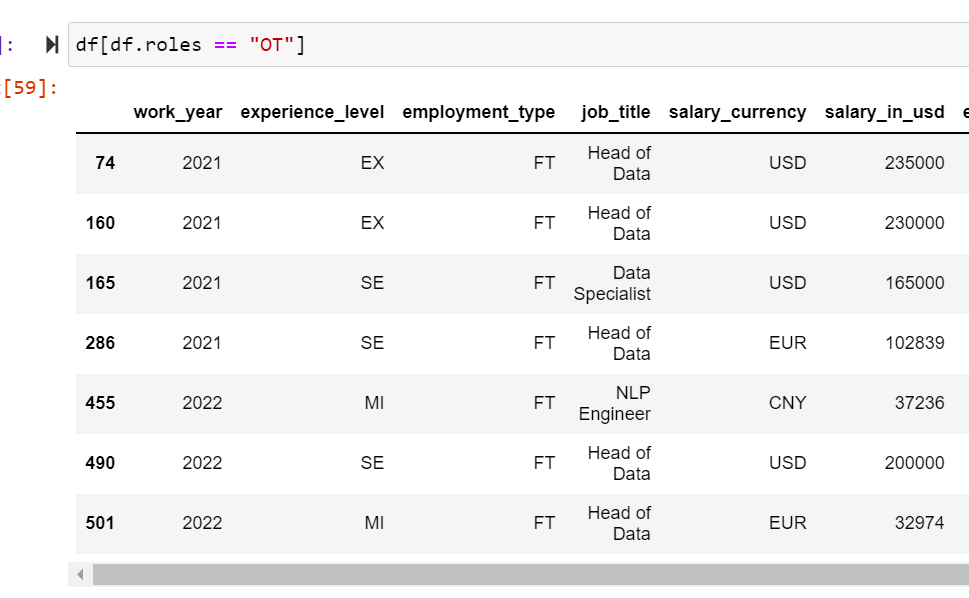 ]: df[df.roles == "OT"]
[59]:
work_year experience_level employment_type job_title salary_currency salary_in_usd
74 2021 EX FT Head of Data USD 235000
160 2021 EX FT Head of Data USD 230000
165 2021 SE FT Data Specialist USD 165000
286 2021 SE FT Head of Data EUR 102839
455 2022 MI FT NLP Engineer CNY 37236
490 2022 SE FT Head of Data USD 200000
501 2022 MI FT Head of Data EUR 32974